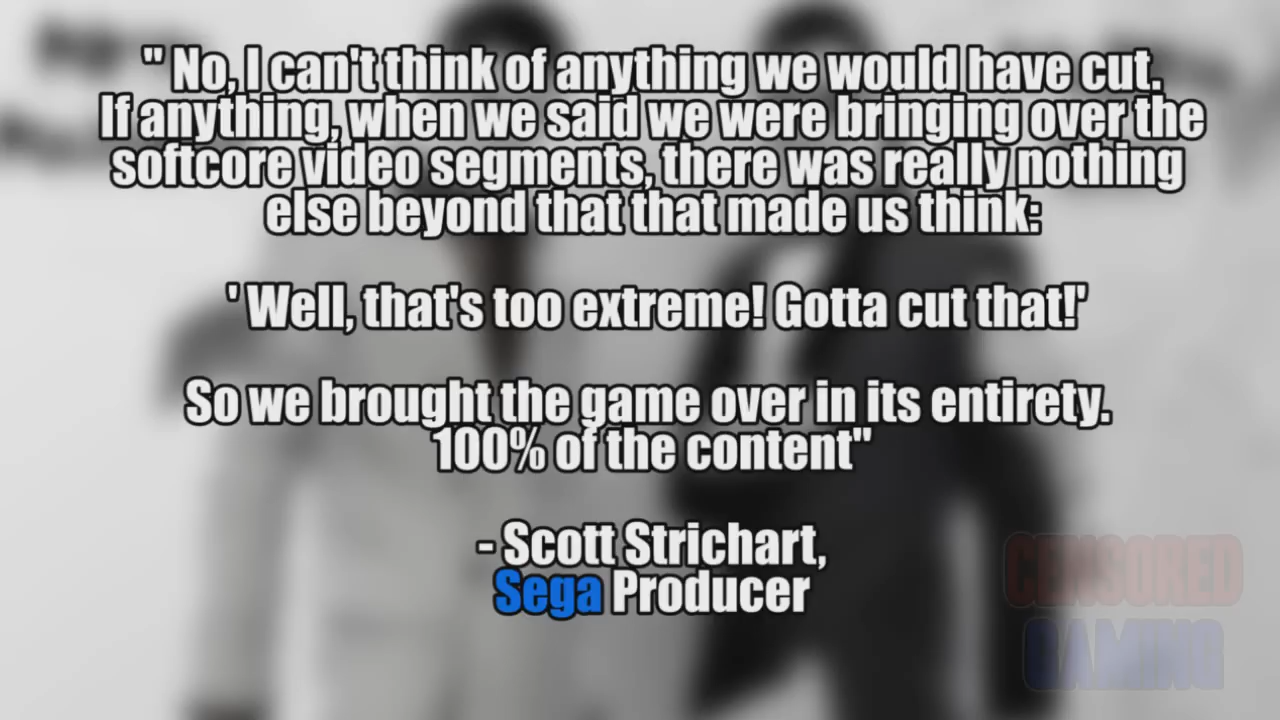 " No, I can't think of anything we would have cut.
If anything, when we said we were bringing over the
softcore video segments, there was really nothing
else beyond that that made us think:
' Well, that's too extreme! Gotta cut that!'
So we brought the game over in its entirety.
100% of the content"
- Scott Strichart,
Sega Producer
CENSORED
GAMING